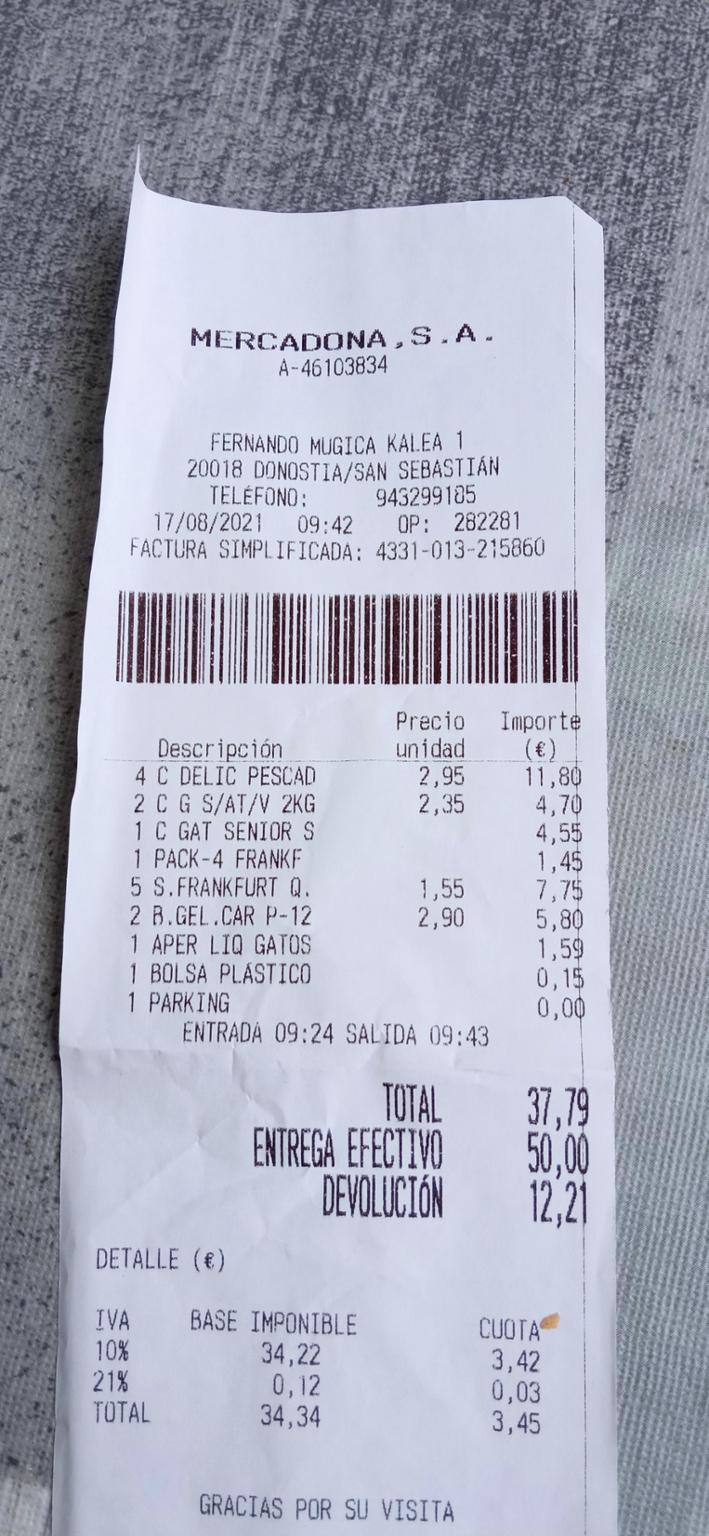 MERCADONA,S.A.
A-46103834
FERNANDO MUGICA KALEA 1
20018 DONOSTIA/SAN SEBASTIÁN
TELÉFONO: 943299185
17/08/2021 09:42 OP: 282281
FACTURA SIMPLIFICADA: 4331-013-215860
Precio Importe
Descripción unidad (€)
4 C DELIC PESCAD 2,95 11,80
2 C G S/AT/V 2KG 2,35 4,70
1 C GAT SENIOR S 4,55
1 PACK-4 FRANKF 1,45
5 S.FRANKFURT Q. 1,55 7,75
2 B.GEL.CAR P-12 2,90 5,80
1 APER LIQ GATOS 1,59
1 BOLSA PLÁSTICO 0,15
1 PARKING 0,00
ENTRADA 09:24 SALIDA 09:43
TOTAL 37,79
ENTREGA EFECTIVO 50,00
DEVOLUCIÓN 12,21
DETALLE (€)
IVA BASE IMPONIBLE CUOTA
10% 34,22 3,42
21% 0,12 0,03
TOTAL 34,34 3,45
GRACIAS POR SU VISITA